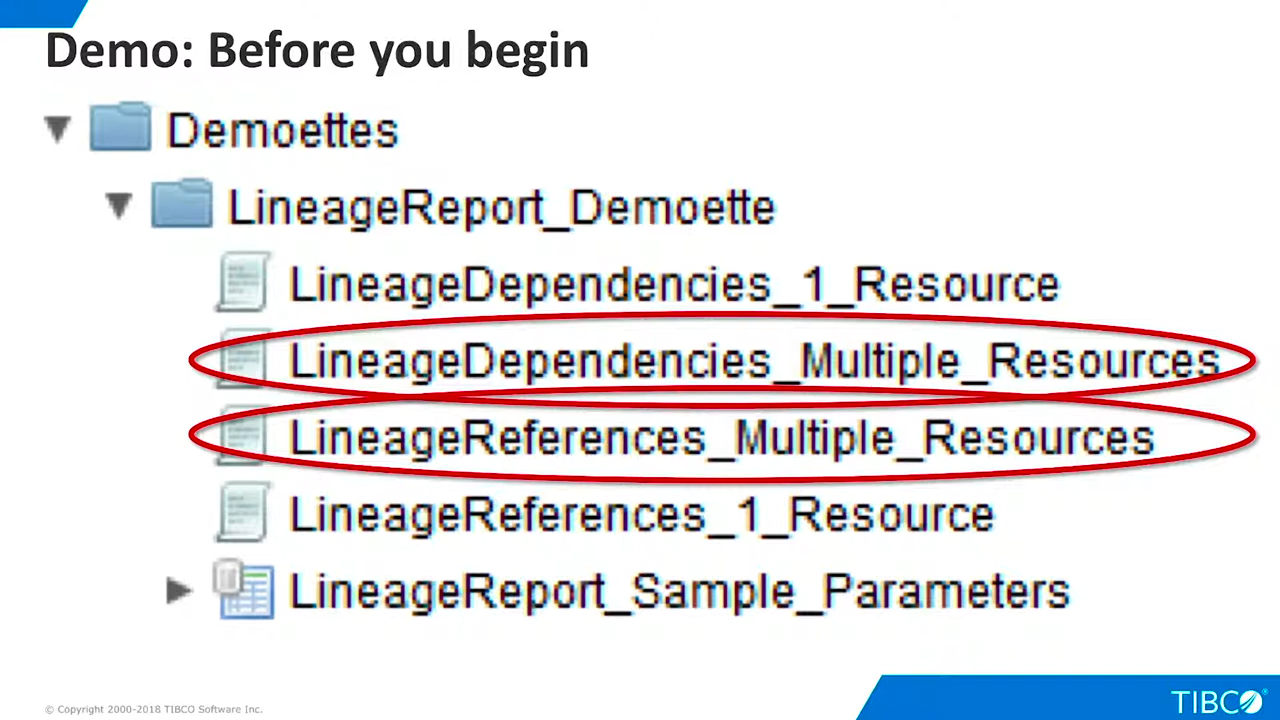 Demo: Before you begin
Demoettes
LineageReport_Demoette
LineageDependencies_1_Resource
LineageDependencies_Multiple_Resources
LineageReferences_Multiple_Resources
LineageReferences_1_Resource
LineageReport_Sample_Parameters
© Copyright 2000-2018 TIBCO Software Inc.
TIBCO®